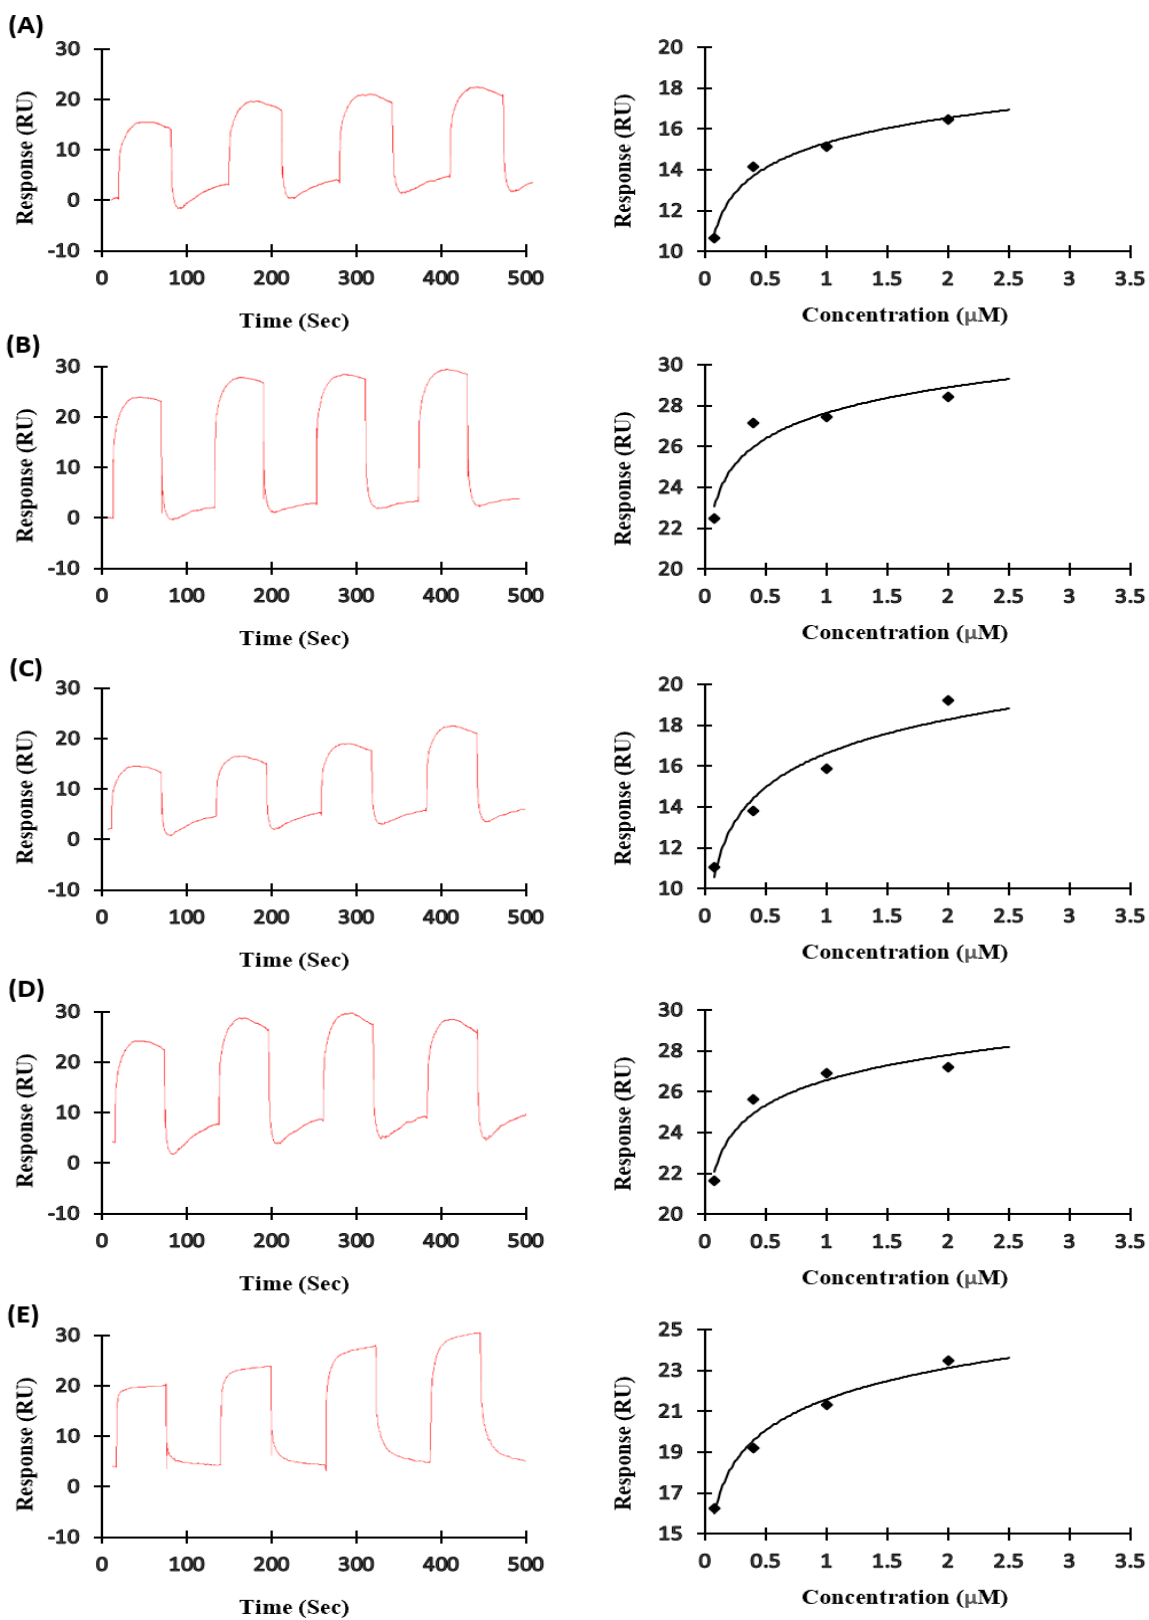 (A)
30
20
10
0
-10
Response (RU)
0 100 200 300 400 500
Time (Sec)
20
18
16
14
12
10
Response (RU)
0 0.5 1 1.5 2 2.5 3 3.5
Concentration (μM)
(B)
30
20
10
0
-10
Response (RU)
0 100 200 300 400 500
Time (Sec)
30
28
26
24
22
20
Response (RU)
0 0.5 1 1.5 2 2.5 3 3.5
Concentration (μM)
(C)
30
20
10
0
-10
Response (RU)
0 100 200 300 400 500
Time (Sec)
20
18
16
14
12
10
Response (RU)
0 0.5 1 1.5 2 2.5 3 3.5
Concentration (μM)
(D)
30
20
10
0
-10
Response (RU)
0 100 200 300 400 500
Time (Sec)
30
28
26
24
22
20
Response (RU)
0 0.5 1 1.5 2 2.5 3 3.5
Concentration (μM)
(E)
30
20
10
0
-10
Response (RU)
0 100 200 300 400 500
Time (Sec)
25
23
21
19
17
15
Response (RU)
0 0.5 1 1.5 2 2.5 3 3.5
Concentration (μM)